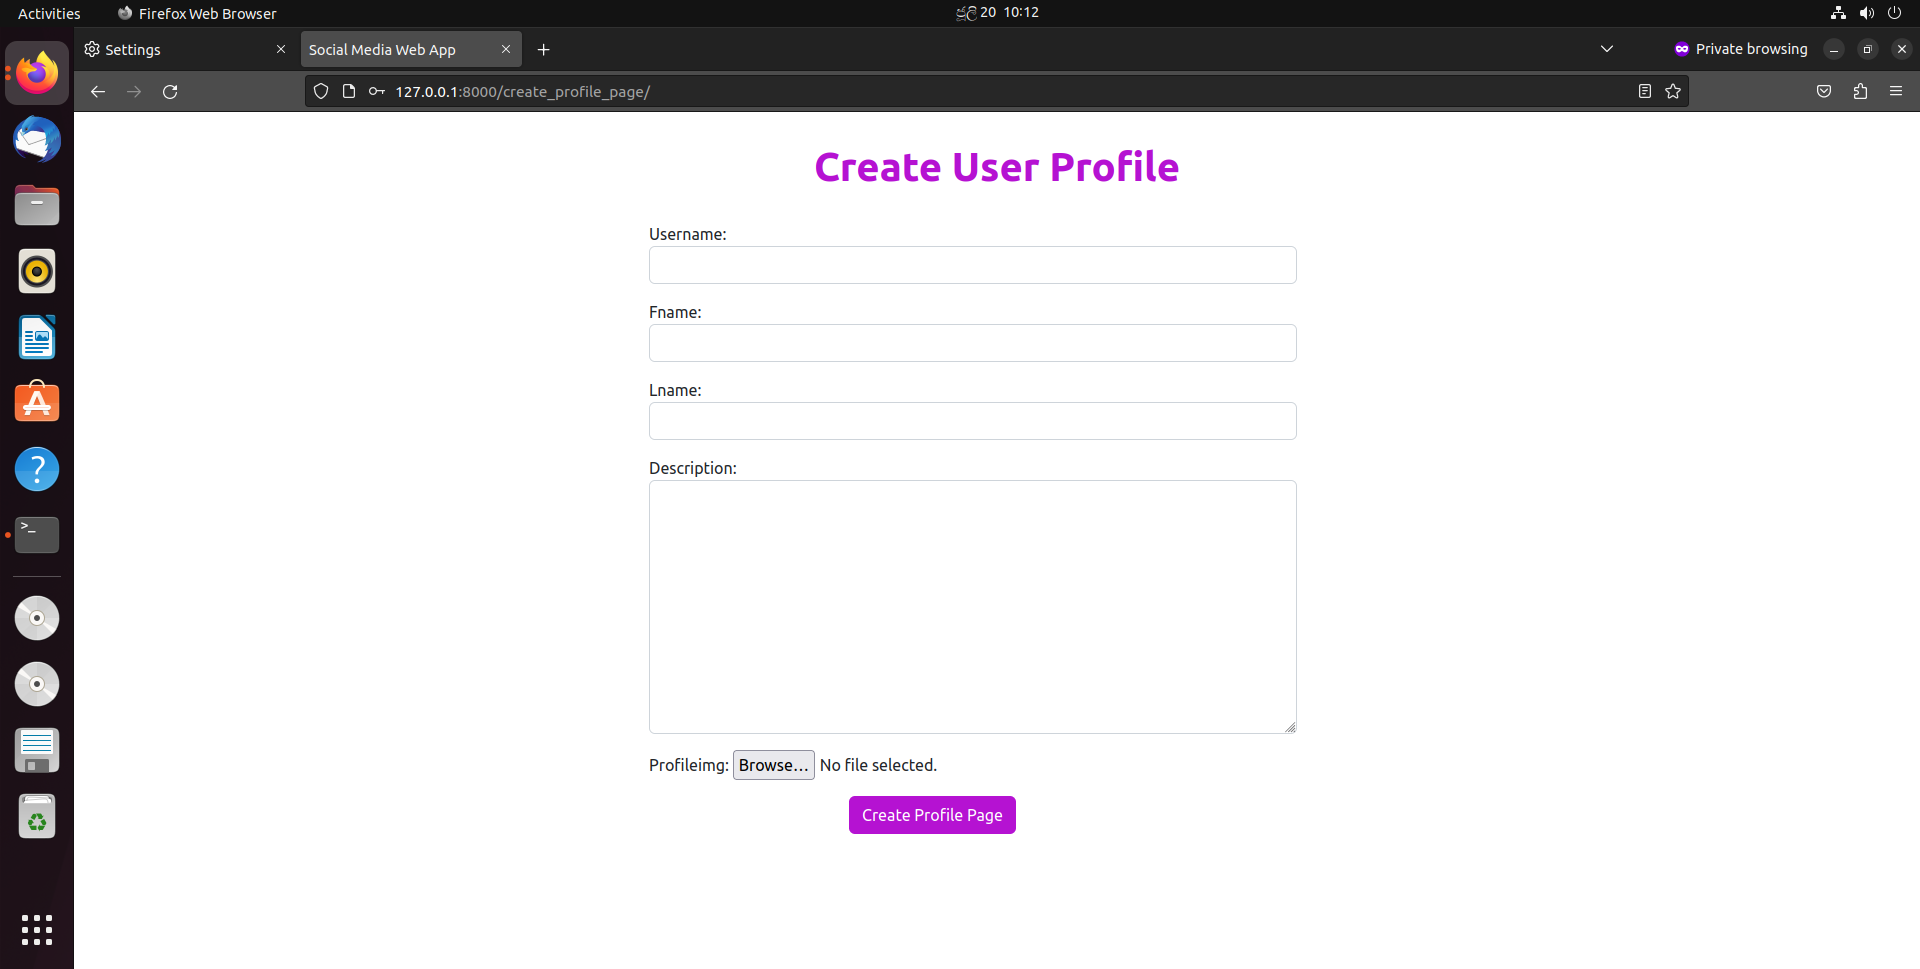 Activities
Firefox Web Browser
ජූලි 20 10:12
Settings
Social Media Web App
Private browsing
127.0.0.1:8000/create_profile_page/
Create User Profile
Username:
Fname:
Lname:
Description:
Profileimg: Browse... No file selected.
Create Profile Page